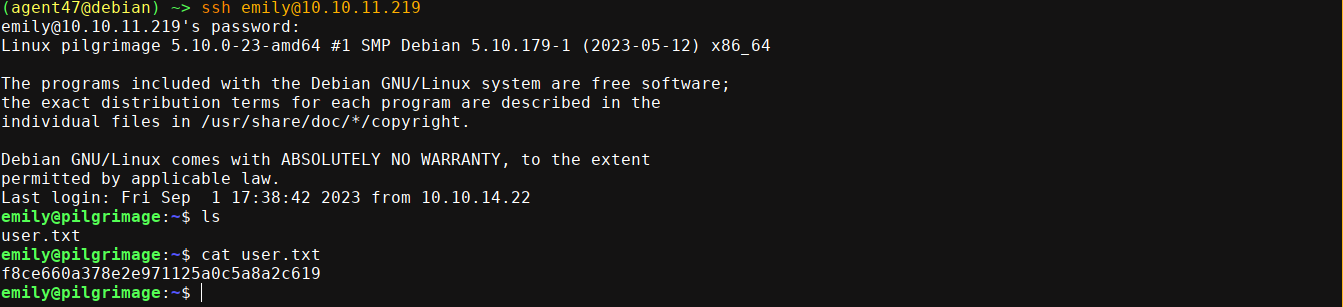 (agent47@debian) ~> ssh emily@10.10.11.219
emily@10.10.11.219's password:
Linux pilgrimage 5.10.0-23-amd64 #1 SMP Debian 5.10.179-1 (2023-05-12) x86_64

The programs included with the Debian GNU/Linux system are free software;
the exact distribution terms for each program are described in the
individual files in /usr/share/doc/*/copyright.

Debian GNU/Linux comes with ABSOLUTELY NO WARRANTY, to the extent
permitted by applicable law.
Last login: Fri Sep  1 17:38:42 2023 from 10.10.14.22
emily@pilgrimage:~$ ls
user.txt
emily@pilgrimage:~$ cat user.txt
f8ce660a378e2e971125a0c5a8a2c619
emily@pilgrimage:~$